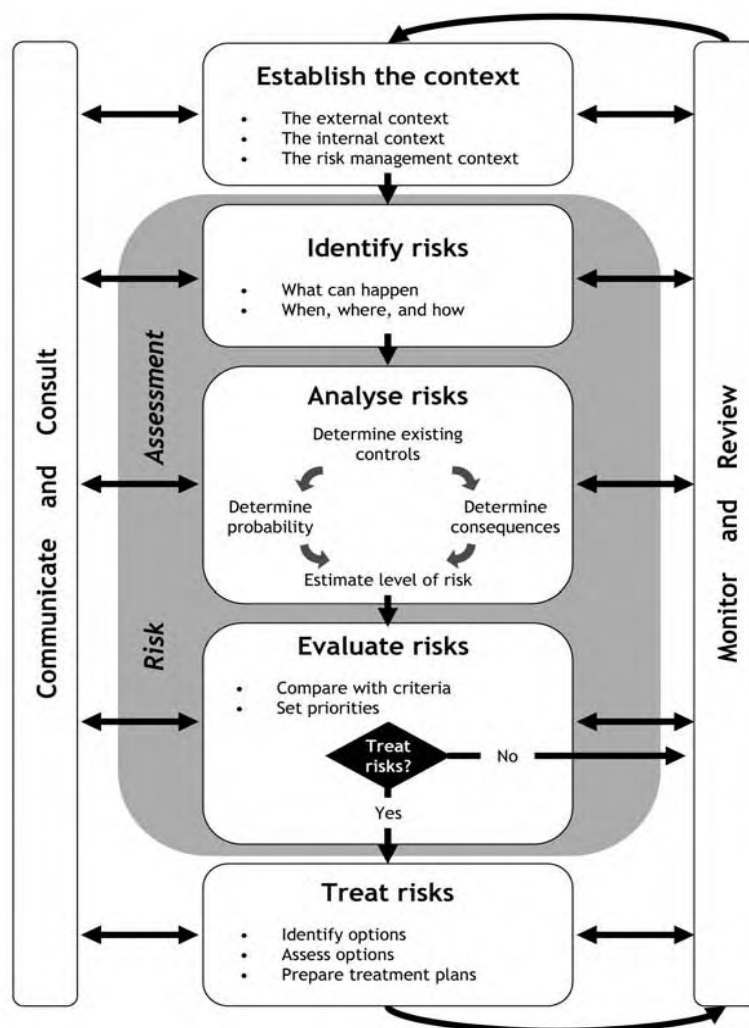 Communicate and Consult
Establish the context
• The external context
• The internal context
• The risk management context
Identify risks
• What can happen
• When, where, and how
Risk Assessment
Analyse risks
Determine existing
controls
Determine
probability
Determine
consequences
Estimate level of risk
Evaluate risks
• Compare with criteria
• Set priorities
Treat
risks?
No
Yes
Treat risks
• Identify options
• Assess options
• Prepare treatment plans
Monitor and Review